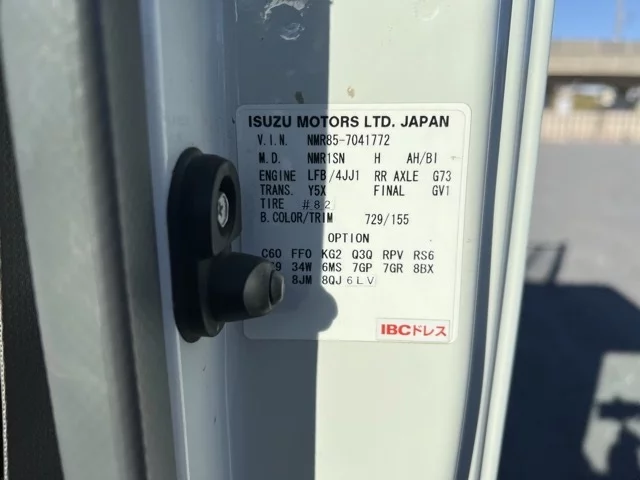 ISUZU MOTORS LTD. JAPAN
V.I.N. NMR85-7041772
M.D. NMR1SN H AH/BI
ENGINE LFB/4JJ1 RR AXLE G73
TRANS. Y5X FINAL GV1
TIRE #82
B.COLOR/TRIM 729/155
OPTION
C60 FF0 KG2 Q3Q RPV RS6
34W 6MS 7GP 7GR 8BX
8JM 8QJ 6LV
IBCドレス